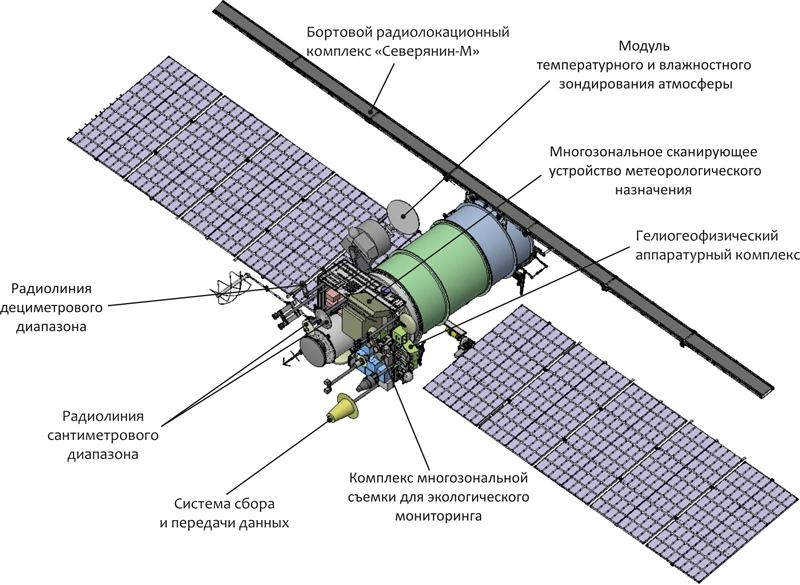 Бортовой радиолокационный
комплекс «Северянин-М»
Модуль
температурного и влажностного
зондирования атмосферы
Многозональное сканирующее
устройство метеорологического
назначения
Гелиогеофизический
аппаратурный комплекс
Радиолиния
дециметрового
диапазона
Радиолиния
сантиметрового
диапазона
Система сбора
и передачи данных
Комплекс многозональной
съемки для экологического
мониторинга